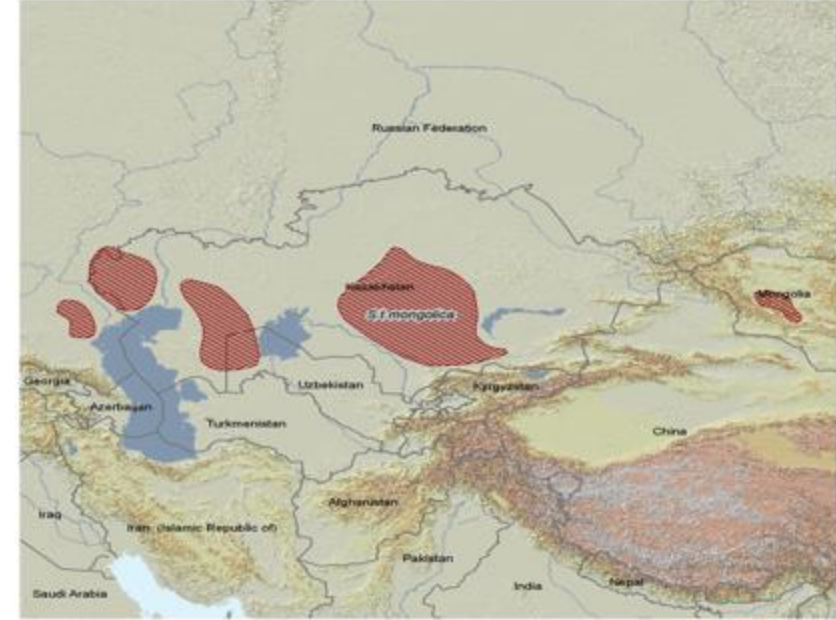 Russian Federation
Kazakhstan
S.t.mongolica
Mongolia
Georgia
Azerbaijan
Uzbekistan
Kyrgyzstan
Turkmenistan
China
Afghanistan
Iraq
Iran (Islamic Republic of)
Pakistan
India
Nepal
Saudi Arabia